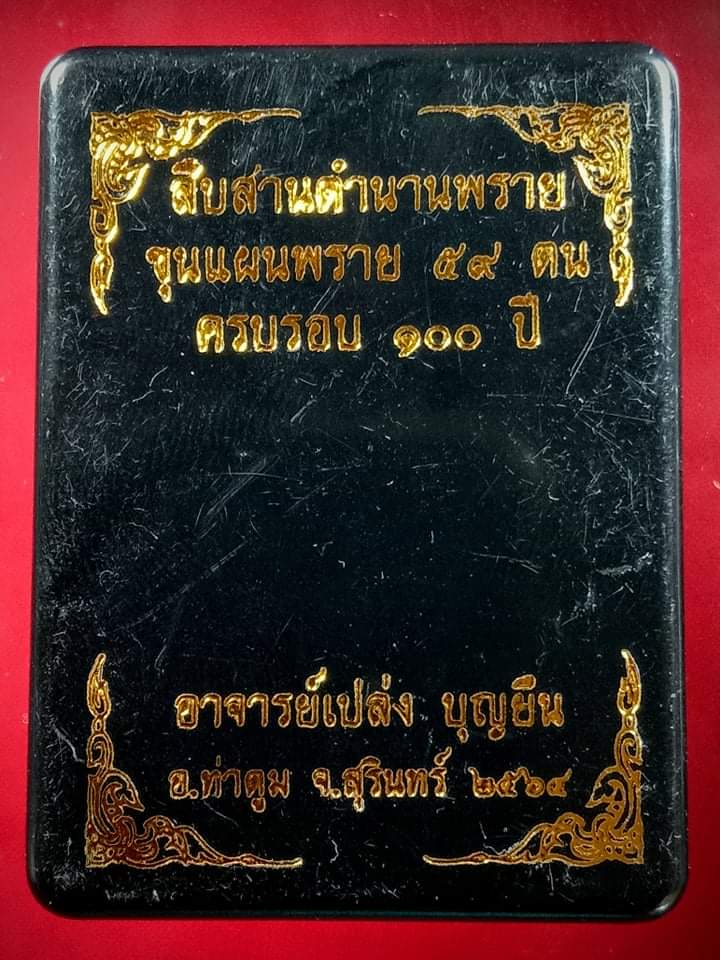 สืบสานตำนานพราย
ขุนแผนพราย ๕๙ ตน
ครบรอบ ๑๐๐ ปี
อาจารย์เปล่ง บุญยืน
อ.ท่าตูม จ.สุรินทร์ ๒๕๖๔